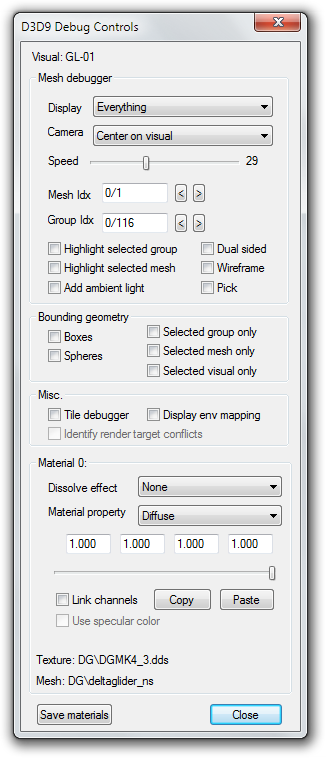 D3D9 Debug Controls
Visual: GL-01
Mesh debugger
Display Everything
Camera Center on visual
Speed 29
Mesh Idx 0/1 < >
Group Idx 0/116 < >
Highlight selected group Dual sided
Highlight selected mesh Wireframe
Add ambient light Pick
Bounding geometry
Boxes Selected group only
Spheres Selected mesh only
Selected visual only
Misc.
Tile debugger Display env mapping
Identify render target conflicts
Material 0:
Dissolve effect None
Material property Diffuse
1.000 1.000 1.000 1.000
Link channels Copy Paste
Use specular color
Texture: DG\DGMK4_3.dds
Mesh: DG\deltaglider_ns
Save materials Close